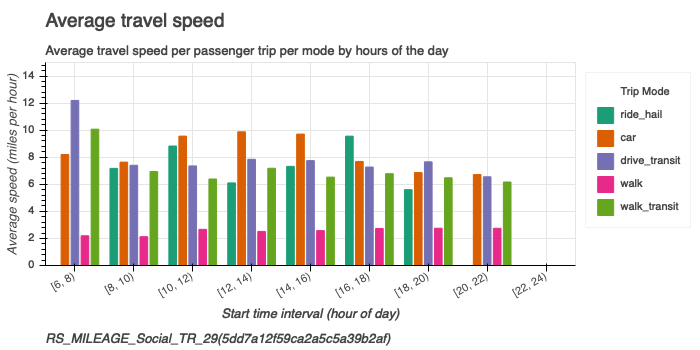 Average travel speed
Average travel speed per passenger trip per mode by hours of the day
Average speed (miles per hour)
14
12
10
8
6
4
2
0
[6, 8)
[8, 10)
[10, 12)
[12, 14)
[14, 16)
[16, 18)
[18, 20)
[20, 22)
[22, 24)
Start time interval (hour of day)
Trip Mode
ride_hail
car
drive_transit
walk
walk_transit
RS_MILEAGE_Social_TR_29(5dd7a12f59ca2a5c5a39b2af)